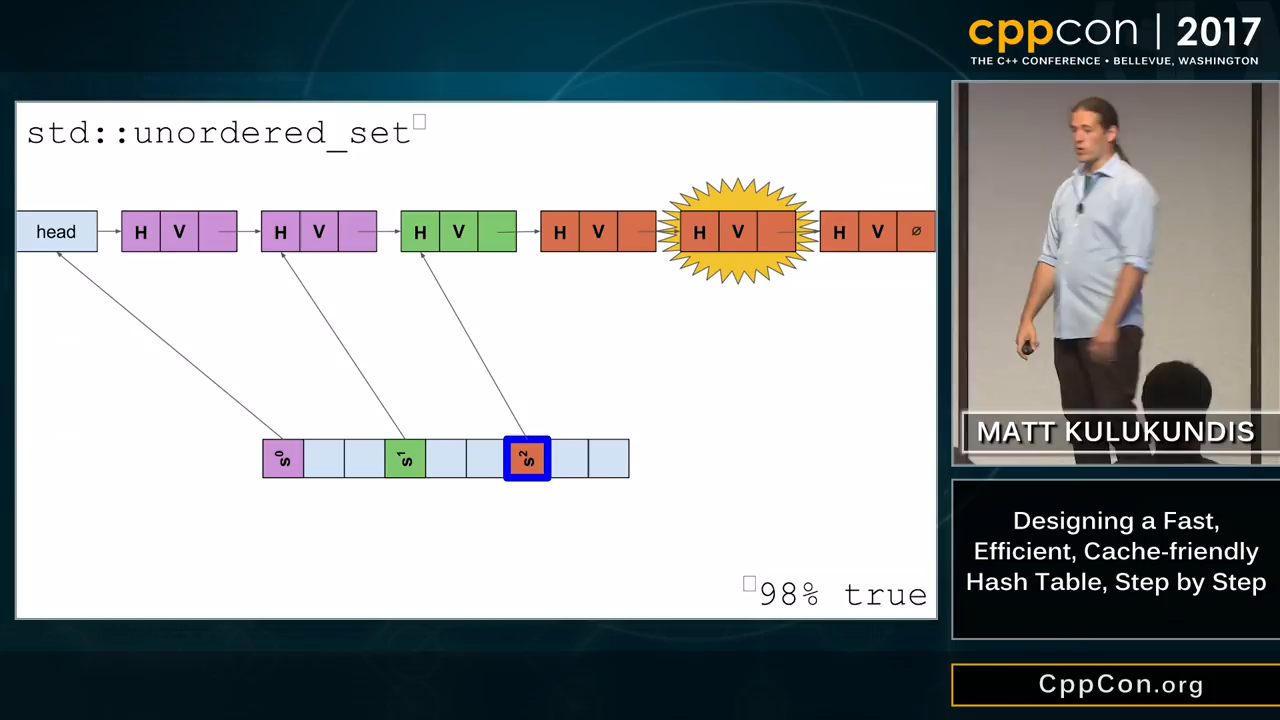 cppcon | 2017
THE C++ CONFERENCE • BELLEVUE, WASHINGTON
std::unordered_set
head H V H V H V H V H V H V ∅
s⁰ s¹ s²
98% true
MATT KULUKUNDIS
Designing a Fast,
Efficient, Cache-friendly
Hash Table, Step by Step
CppCon.org